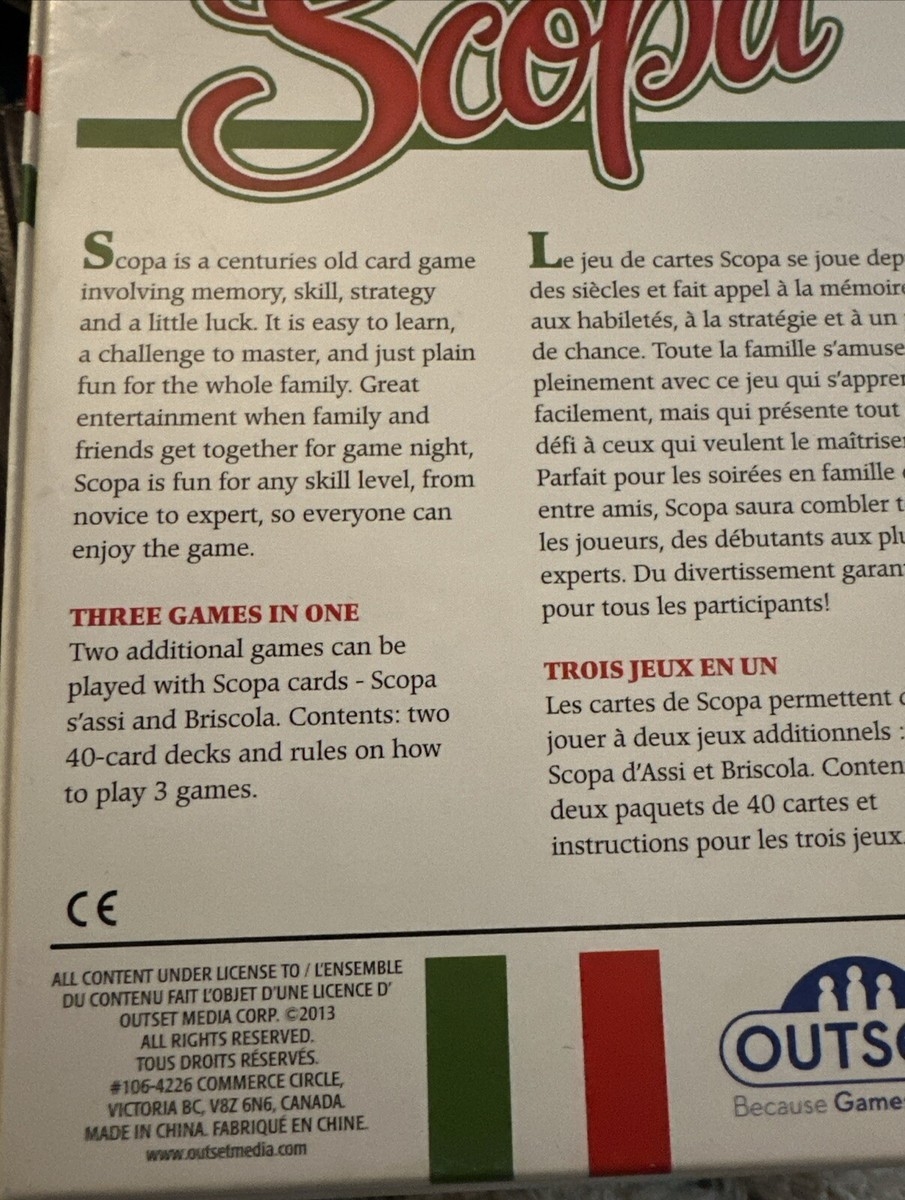 Scopa
Scopa is a centuries old card game
involving memory, skill, strategy
and a little luck. It is easy to learn,
a challenge to master, and just plain
fun for the whole family. Great
entertainment when family and
friends get together for game night,
Scopa is fun for any skill level, from
novice to expert, so everyone can
enjoy the game.
THREE GAMES IN ONE
Two additional games can be
played with Scopa cards - Scopa
s'assi and Briscola. Contents: two
40-card decks and rules on how
to play 3 games.
Le jeu de cartes Scopa se joue
des siècles et fait appel à la
aux habiletés, à la stratégie et à un
de chance. Toute la famille s'amuse
pleinement avec ce jeu qui
facilement, mais qui présente tout
défi à ceux qui veulent le
Parfait pour les soirées en famille
entre amis, Scopa saura combler
les joueurs, des débutants aux
experts. Du divertissement
pour tous les participants!
TROIS JEUX EN UN
Les cartes de Scopa permettent
jouer à deux jeux additionnels :
Scopa d'Assi et Briscola.
deux paquets de 40 cartes et
instructions pour les trois jeux.
CE
ALL CONTENT UNDER LICENSE TO / L'ENSEMBLE
DU CONTENU FAIT L'OBJET D'UNE LICENCE D'
OUTSET MEDIA CORP. ©2013
ALL RIGHTS RESERVED.
TOUS DROITS RÉSERVÉS.
#106-4226 COMMERCE CIRCLE,
VICTORIA BC, V8Z 6N6, CANADA.
MADE IN CHINA. FABRIQUÉ EN CHINE.
www.outsetmedia.com
Because